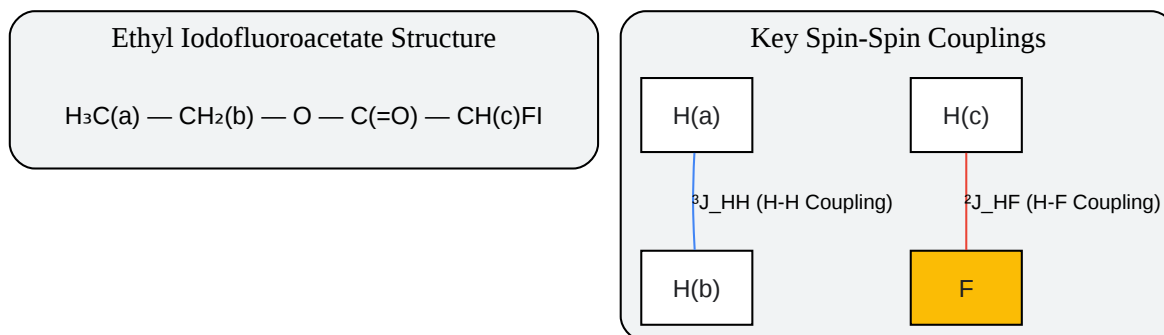 Ethyl Iodofluoroacetate Structure
H₃C(a) — CH₂(b) — O — C(=O) — CH(c)FI
Key Spin-Spin Couplings
H(a)
H(c)
³J_HH (H-H Coupling)
²J_HF (H-F Coupling)
H(b)
F